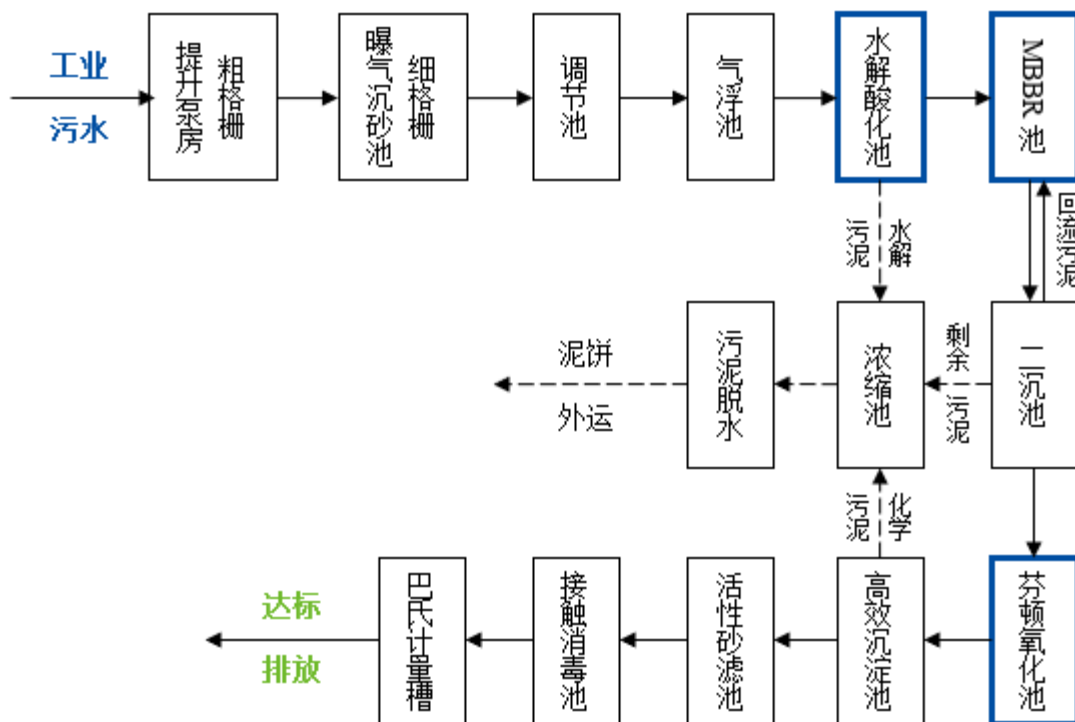 工业
污水
粗格栅
提升泵房
细格栅
曝气沉砂池
调节池
气浮池
水解酸化池
MBBR 池
水解
污泥
回流污泥
泥饼
外运
污泥脱水
浓缩池
剩余
污泥
二沉池
化学
污泥
达标
排放
巴氏计量槽
接触消毒池
活性砂滤池
高效沉淀池
芬顿氧化池